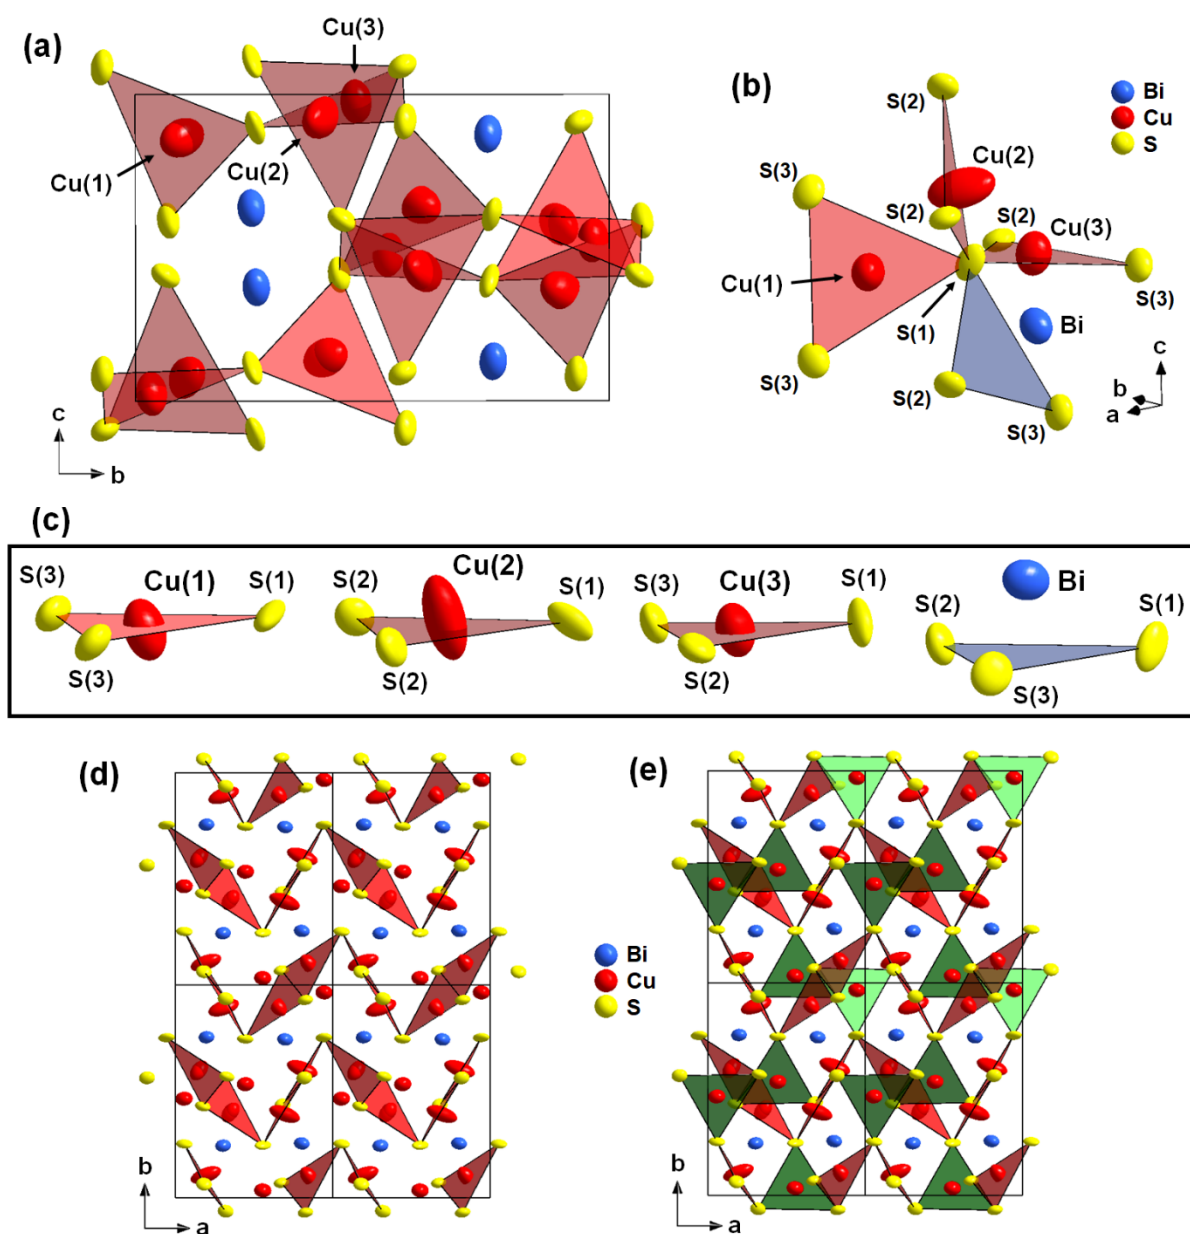 (a)
Cu(3)
Cu(1)
Cu(2)
c
b
(b)
Bi
Cu
S
S(2)
Cu(2)
S(3)
S(2)
S(2)
Cu(3)
Cu(1)
S(1)
S(3)
Bi
S(3)
S(2)
S(3)
c
b
a
(c)
S(3)
Cu(1)
S(1)
S(3)
S(2)
Cu(2)
S(1)
S(2)
S(3)
Cu(3)
S(1)
S(2)
Bi
S(2)
S(1)
S(3)
(d)
b
a
Bi
Cu
S
(e)
b
a